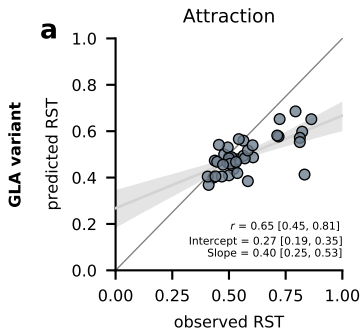 a
Attraction
GLA variant
predicted RST
1.0
0.8
0.6
0.4
0.2
0.0
r = 0.65 [0.45, 0.81]
Intercept = 0.27 [0.19, 0.35]
Slope = 0.40 [0.25, 0.53]
0.00 0.25 0.50 0.75 1.00
observed RST